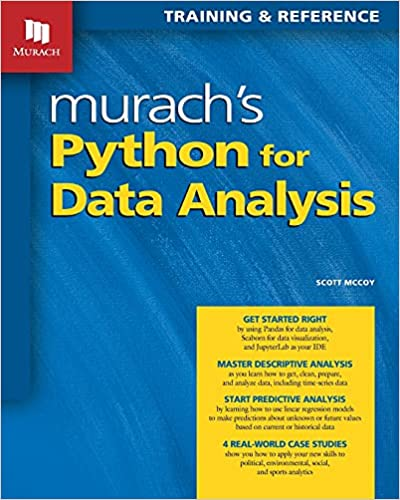 MURACH
TRAINING & REFERENCE
murach's
Python for
Data Analysis
SCOTT MCCOY
GET STARTED RIGHT
by using Pandas for data analysis,
Seaborn for data visualization,
and JupyterLab as your IDE
MASTER DESCRIPTIVE ANALYSIS
as you learn how to get, clean, prepare,
and analyze data, including time-series data
START PREDICTIVE ANALYSIS
by learning how to use linear regression models
to make predictions about unknown or future values
based on current or historical data
4 REAL-WORLD CASE STUDIES
show you how to apply your new skills to
political, environmental, social,
and sports analytics